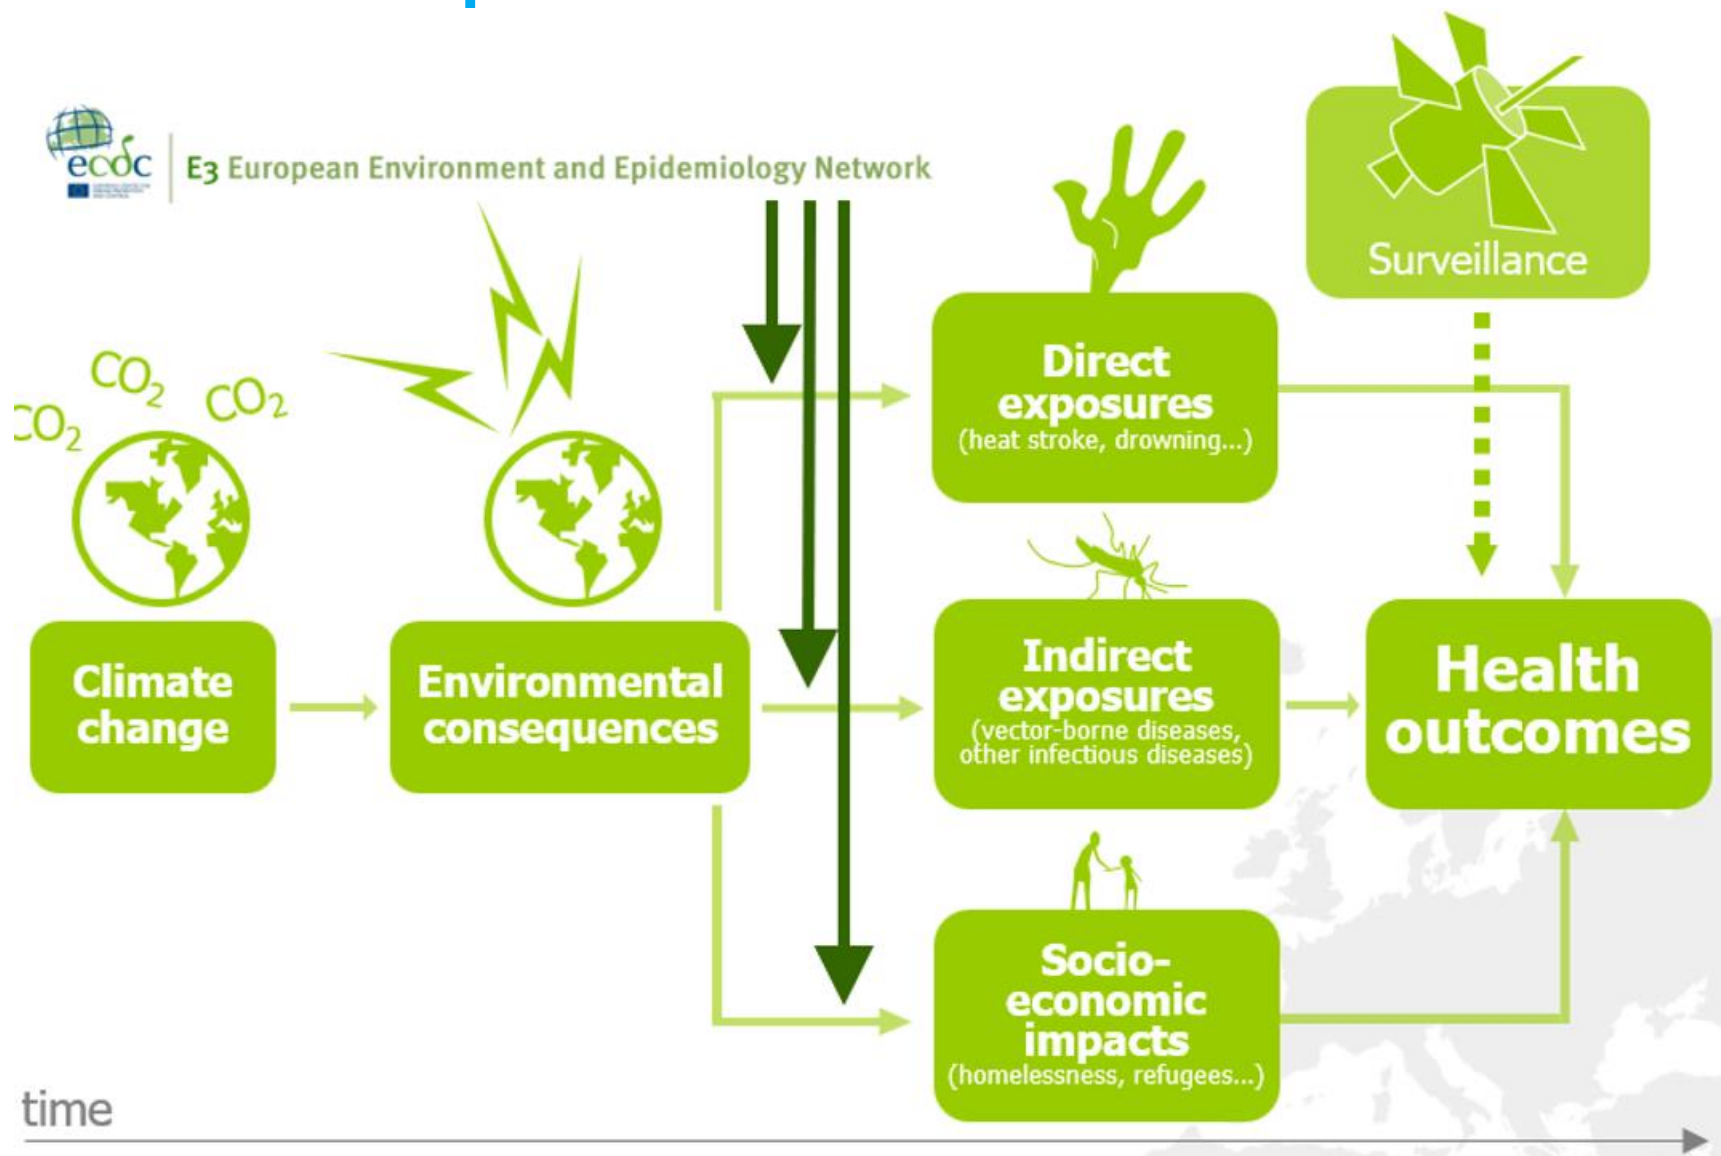 ecdc
E3 European Environment and Epidemiology Network
Surveillance
CO2
CO2
CO2
Direct
exposures
(heat stroke, drowning...)
Climate
change
Environmental
consequences
Indirect
exposures
(vector-borne diseases,
other infectious diseases)
Health
outcomes
Socio-
economic
impacts
(homelessness, refugees...)
time